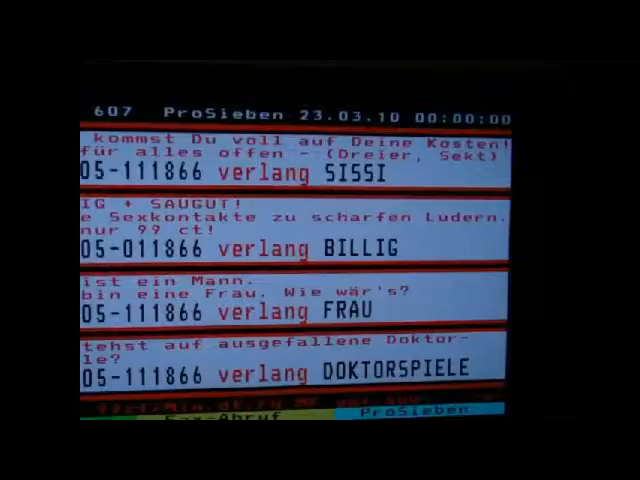 607 ProSieben 23.03.10 00:00:00
kommst Du voll auf Deine Kosten!
für alles offen - (Dreier, Sekt)
05-111866 verlang SISSI
IG + SAUGUT!
e Sexkontakte zu scharfen Ludern.
nur 99 ct!
05-011866 verlang BILLIG
ist ein Mann.
bin eine Frau. Wie wär's?
05-111866 verlang FRAU
tehst auf ausgefallene Doktor-
le?
05-111866 verlang DOKTORSPIELE
ProSieben